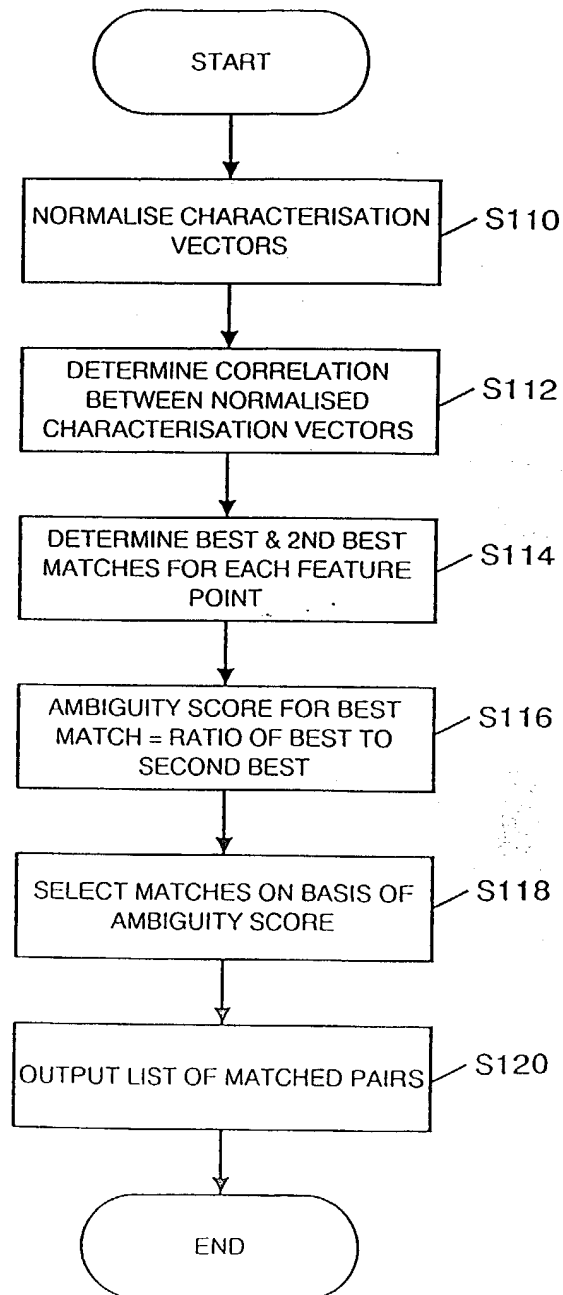 START
NORMALISE CHARACTERISATION
VECTORS
S110
DETERMINE CORRELATION
BETWEEN NORMALISED
CHARACTERISATION VECTORS
S112
DETERMINE BEST & 2ND BEST
MATCHES FOR EACH FEATURE
POINT
S114
AMBIGUITY SCORE FOR BEST
MATCH = RATIO OF BEST TO
SECOND BEST
S116
SELECT MATCHES ON BASIS OF
AMBIGUITY SCORE
S118
OUTPUT LIST OF MATCHED PAIRS
S120
END